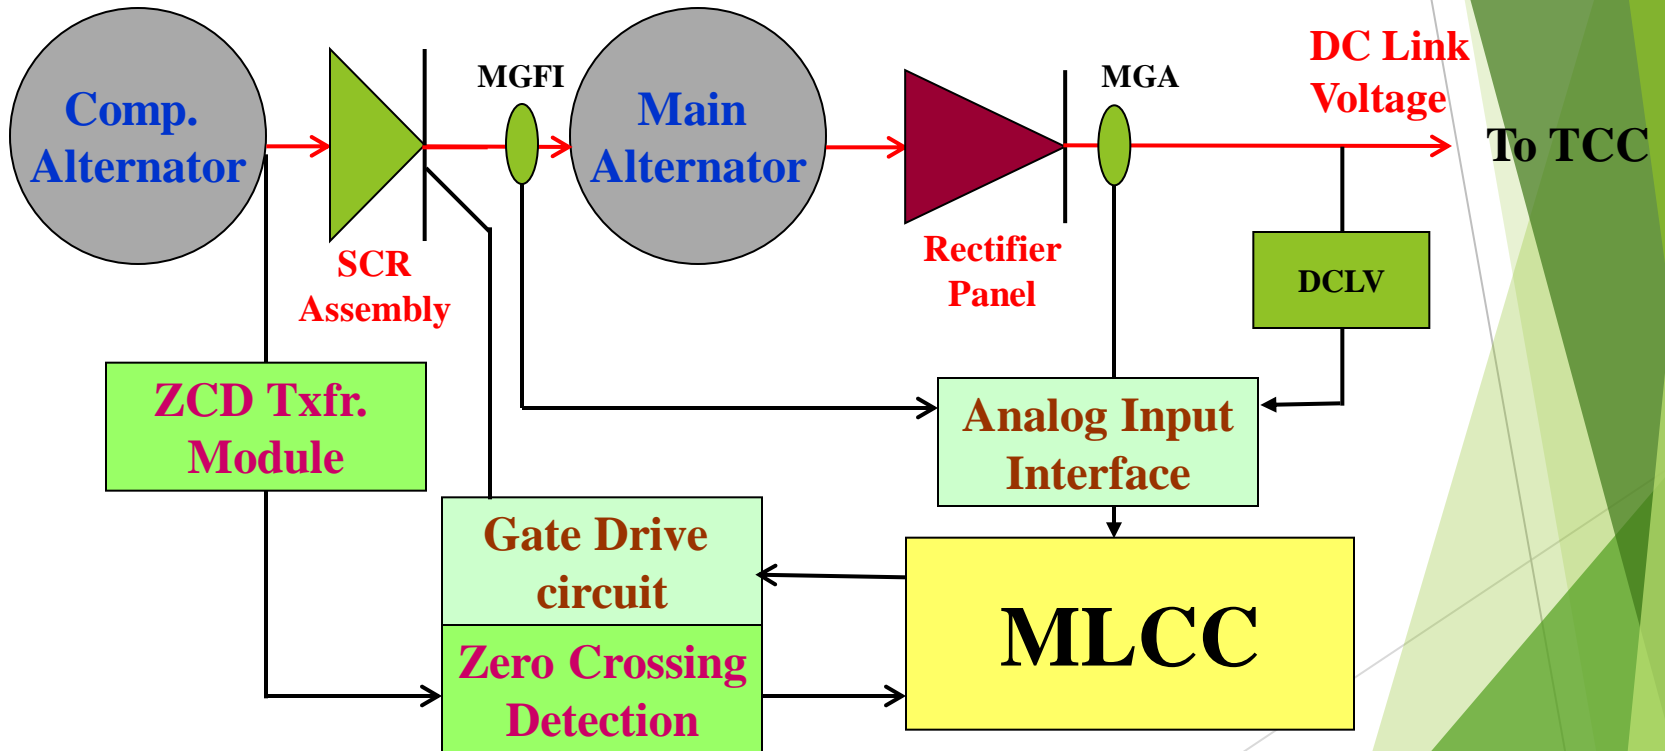 Comp.
Alternator
MGFI
Main
Alternator
MGA
DC Link
Voltage
To TCC
SCR
Assembly
Rectifier
Panel
DCLV
ZCD Txfr.
Module
Analog Input
Interface
Gate Drive
circuit
Zero Crossing
Detection
MLCC